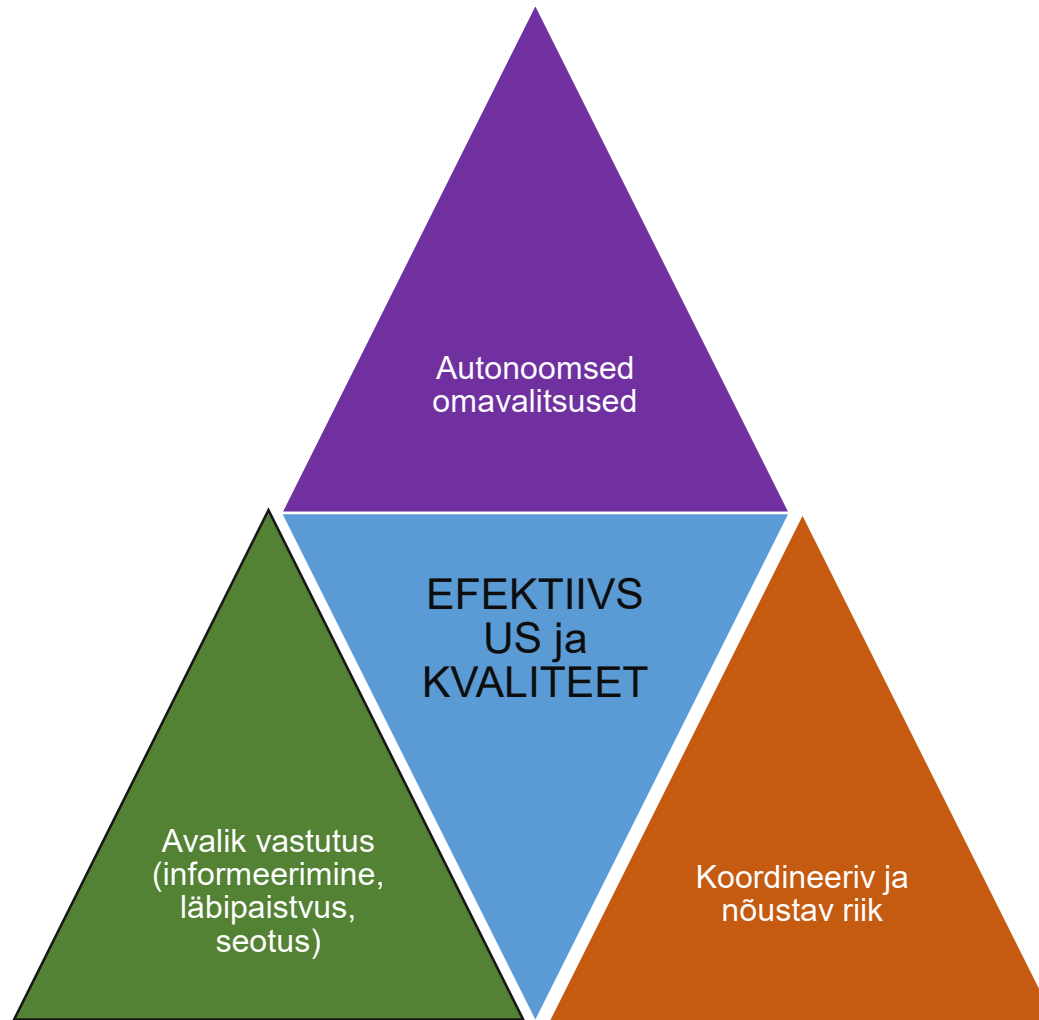 Autonoomsed
omavalitsused
EFEKTIIVS
US ja
KVALITEET
Avalik vastutus
(informeerimine,
läbipaistvus,
seotus)
Koordineeriv ja
nõustav riik